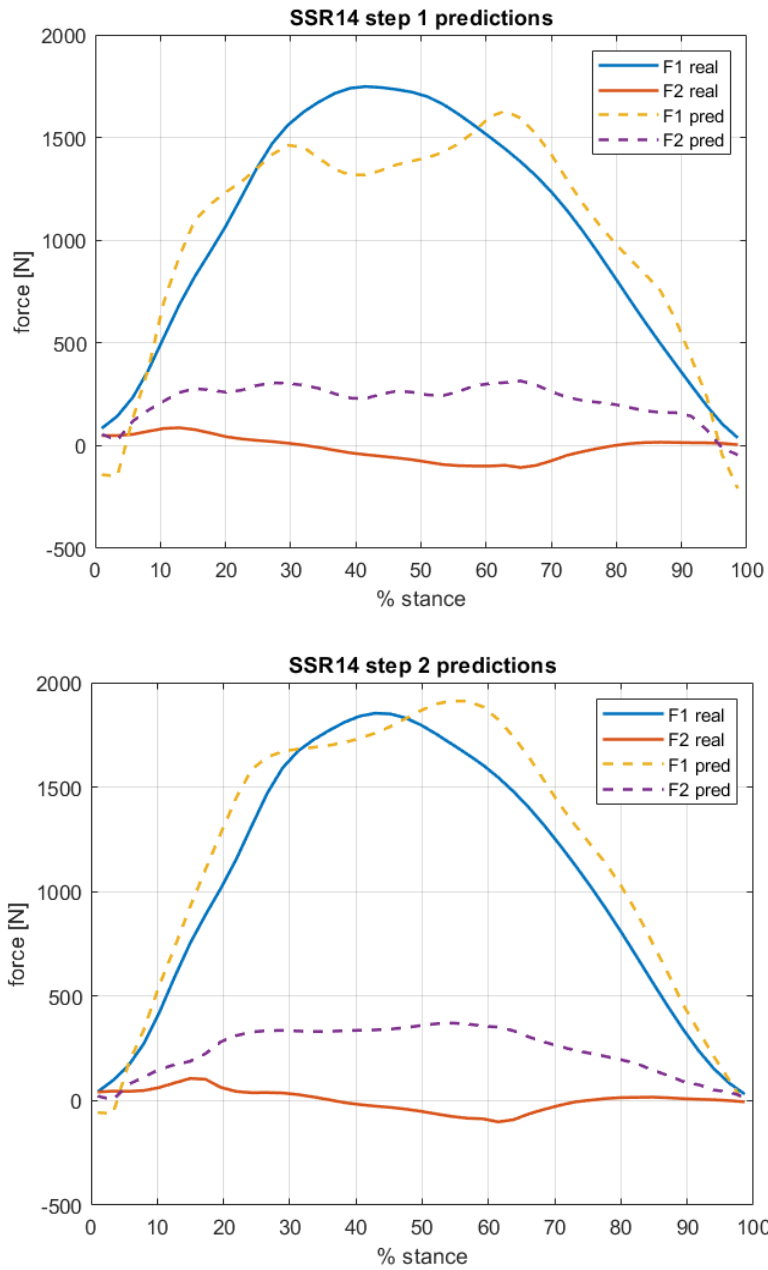 SSR14 step 1 predictions
2000
1500
1000
500
0
-500
force [N]
F1 real
F2 real
F1 pred
F2 pred
0 10 20 30 40 50 60 70 80 90 100
% stance
SSR14 step 2 predictions
2000
1500
1000
500
0
-500
force [N]
F1 real
F2 real
F1 pred
F2 pred
0 10 20 30 40 50 60 70 80 90 100
% stance